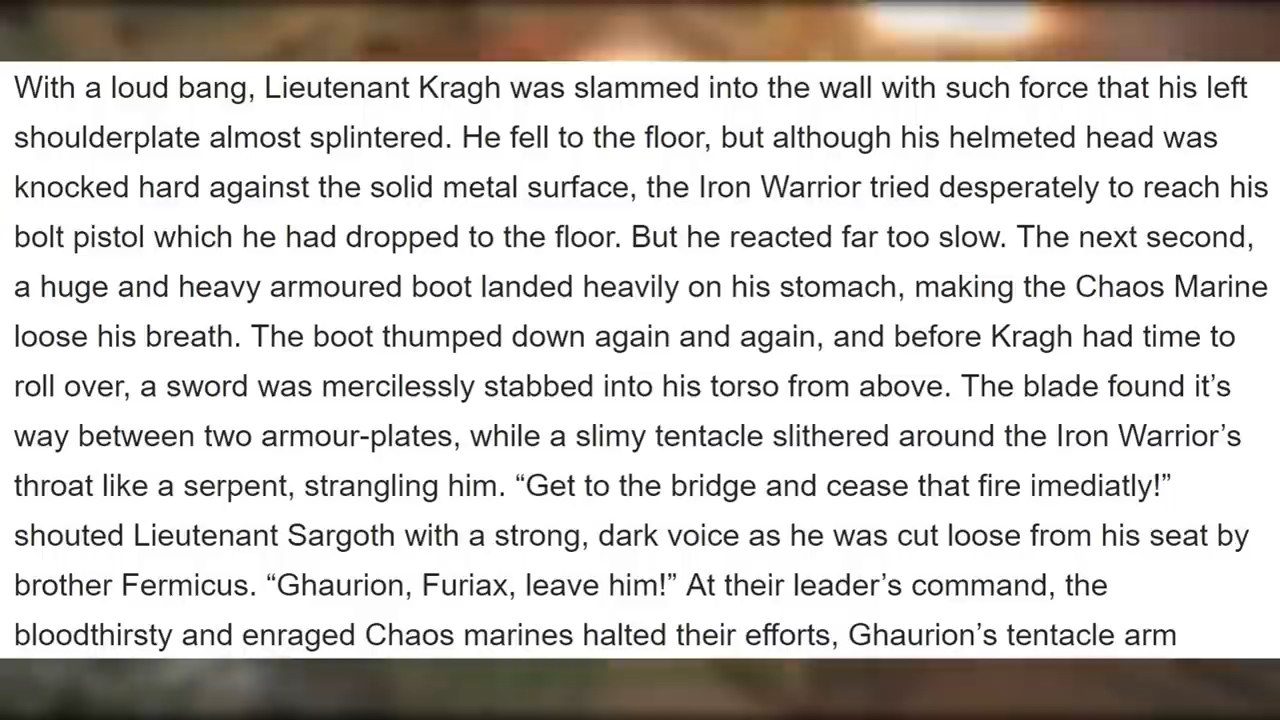 With a loud bang, Lieutenant Kragh was slammed into the wall with such force that his left
shoulderplate almost splintered. He fell to the floor, but although his helmeted head was
knocked hard against the solid metal surface, the Iron Warrior tried desperately to reach his
bolt pistol which he had dropped to the floor. But he reacted far too slow. The next second,
a huge and heavy armoured boot landed heavily on his stomach, making the Chaos Marine
loose his breath. The boot thumped down again and again, and before Kragh had time to
roll over, a sword was mercilessly stabbed into his torso from above. The blade found it’s
way between two armour-plates, while a slimy tentacle slithered around the Iron Warrior’s
throat like a serpent, strangling him. “Get to the bridge and cease that fire imediatly!”
shouted Lieutenant Sargoth with a strong, dark voice as he was cut loose from his seat by
brother Fermicus. “Ghaurion, Furiax, leave him!” At their leader’s command, the
bloodthirsty and enraged Chaos marines halted their efforts, Ghaurion’s tentacle arm